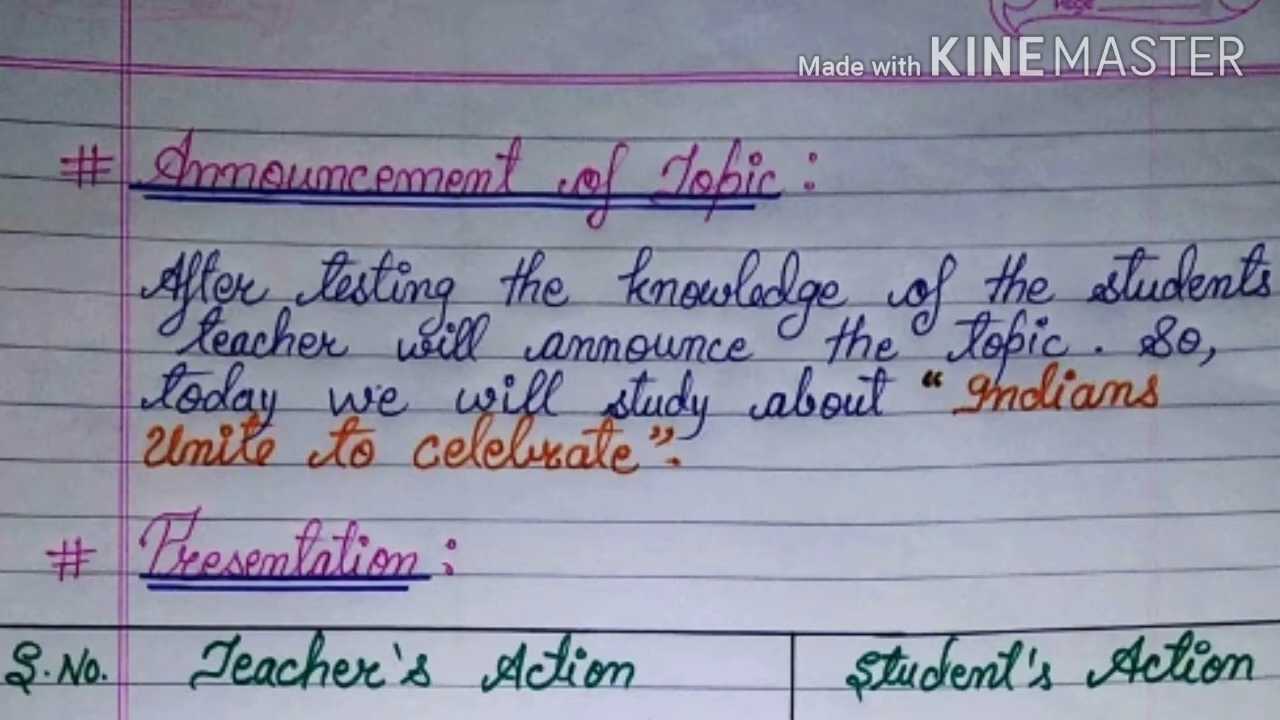 Page
Made with KINEMASTER
# Announcement of Topic :
After testing the knowledge of the students
teacher will announce the topic. So,
today we will study about "Indians
Unite to celebrate".
# Presentation :
S.No. Teacher's Action Student's Action